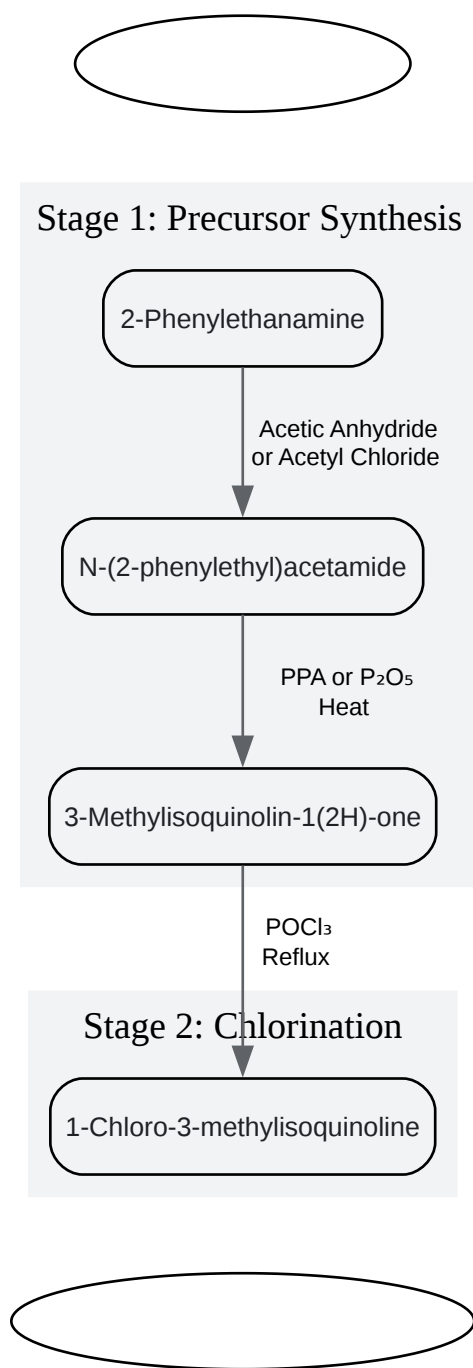 Stage 1: Precursor Synthesis
2-Phenylethanamine
Acetic Anhydride
or Acetyl Chloride
N-(2-phenylethyl)acetamide
PPA or P₂O₅
Heat
3-Methylisoquinolin-1(2H)-one
POCl₃
Reflux
Stage 2: Chlorination
1-Chloro-3-methylisoquinoline